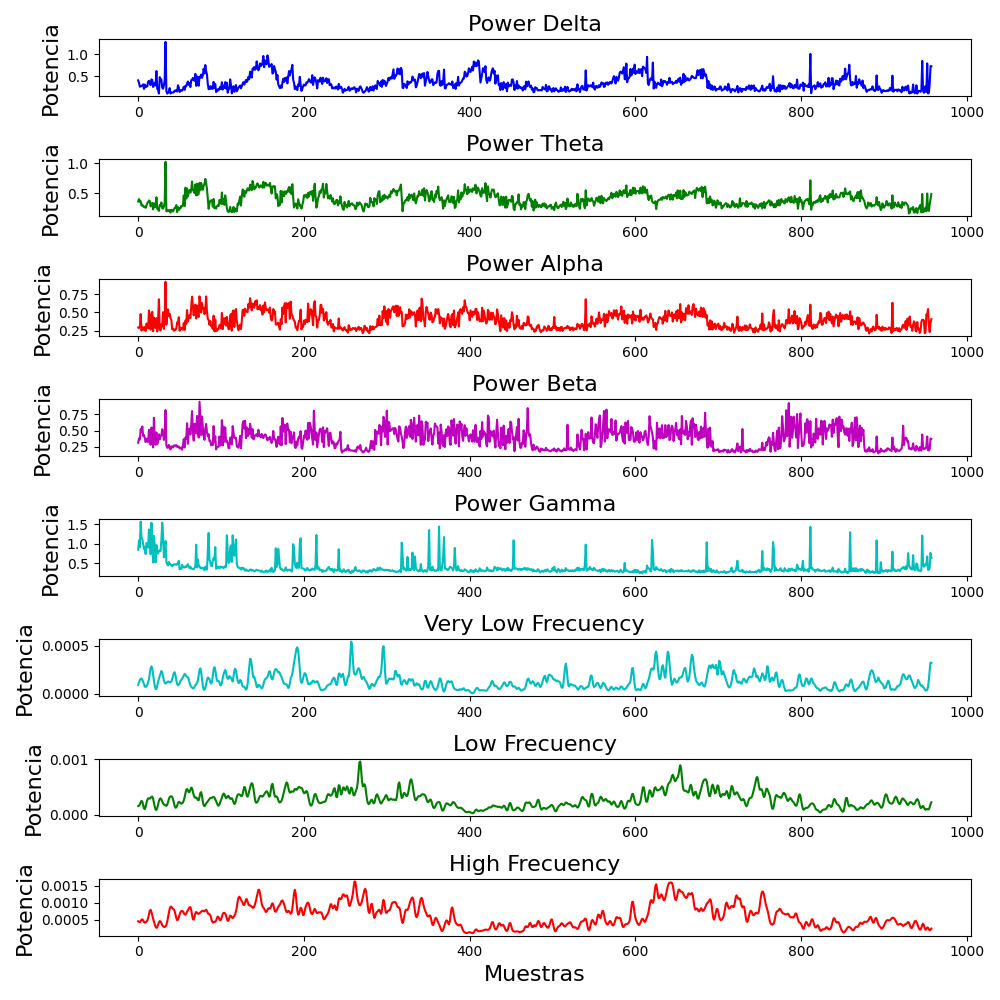 Power Delta
Potencia
1.0
0.5
0 200 400 600 800 1000
Power Theta
Potencia
1.0
0.5
0 200 400 600 800 1000
Power Alpha
Potencia
0.75
0.50
0.25
0 200 400 600 800 1000
Power Beta
Potencia
0.75
0.50
0.25
0 200 400 600 800 1000
Power Gamma
Potencia
1.5
1.0
0.5
0 200 400 600 800 1000
Very Low Frecuency
Potencia
0.0005
0.0000
0 200 400 600 800 1000
Low Frecuency
Potencia
0.001
0.000
0 200 400 600 800 1000
High Frecuency
Potencia
0.0015
0.0010
0.0005
0 200 400 600 800 1000
Muestras